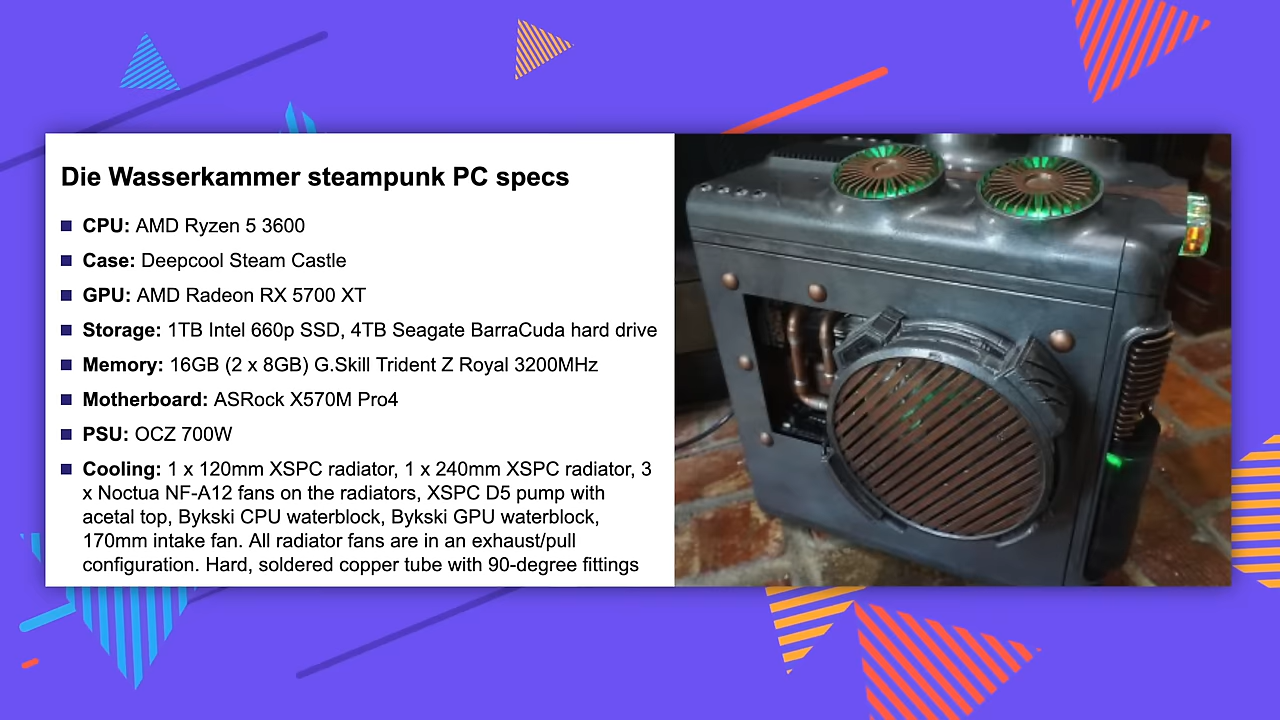 Die Wasserkammer steampunk PC specs
CPU: AMD Ryzen 5 3600
Case: Deepcool Steam Castle
GPU: AMD Radeon RX 5700 XT
Storage: 1TB Intel 660p SSD, 4TB Seagate BarraCuda hard drive
Memory: 16GB (2 x 8GB) G.Skill Trident Z Royal 3200MHz
Motherboard: ASRock X570M Pro4
PSU: OCZ 700W
Cooling: 1 x 120mm XSPC radiator, 1 x 240mm XSPC radiator, 3
x Noctua NF-A12 fans on the radiators, XSPC D5 pump with
acetal top, Bykski CPU waterblock, Bykski GPU waterblock,
170mm intake fan. All radiator fans are in an exhaust/pull
configuration. Hard, soldered copper tube with 90-degree fittings